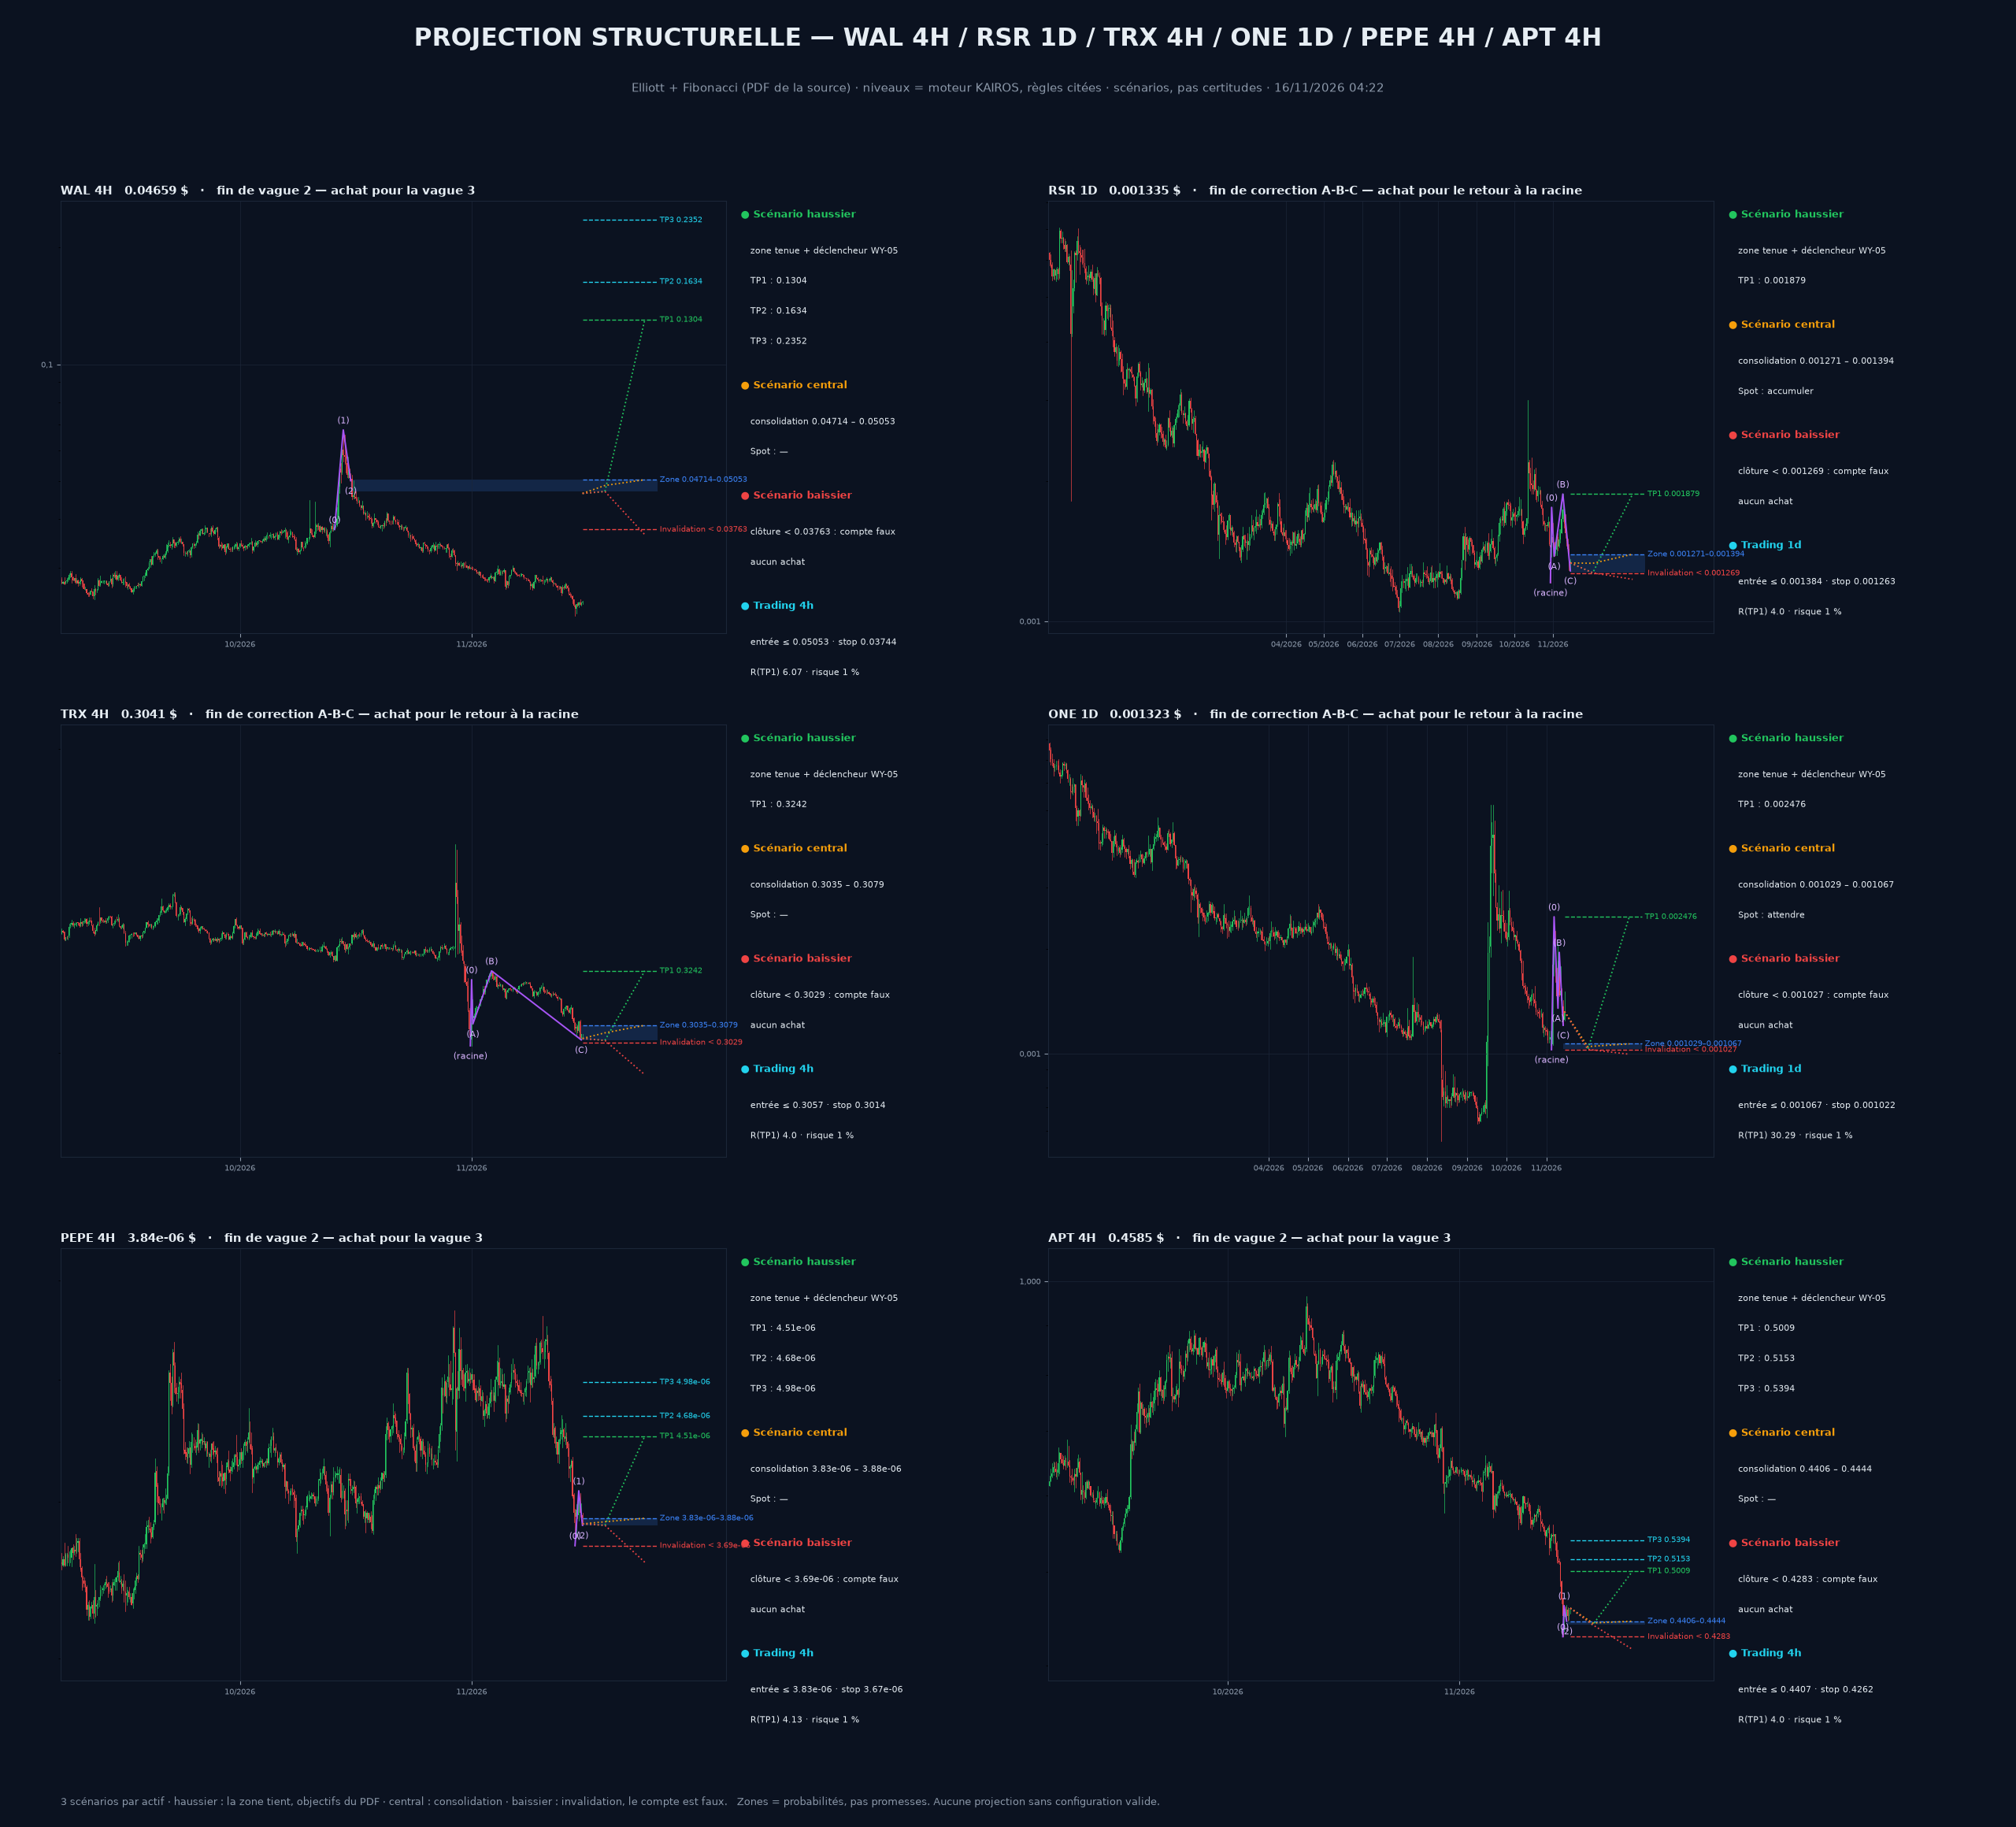 PROJECTION STRUCTURELLE — WAL 4H / RSR 1D / TRX 4H / ONE 1D / PEPE 4H / APT 4H
Elliott + Fibonacci (PDF de la source) · niveaux = moteur KAIROS, règles citées · scénarios, pas certitudes · 16/11/2026 04:22
WAL 4H 0.04659 $ · fin de vague 2 — achat pour la vague 3
TP3 0.2352
TP2 0.1634
TP1 0.1304
0,1
(1)
(2)
(0)
Zone 0.04714–0.05053
Invalidation < 0.03763
10/2026
11/2026
● Scénario haussier
zone tenue + déclencheur WY-05
TP1 : 0.1304
TP2 : 0.1634
TP3 : 0.2352
● Scénario central
consolidation 0.04714 – 0.05053
Spot : —
● Scénario baissier
clôture < 0.03763 : compte faux
aucun achat
● Trading 4h
entrée ≤ 0.05053 · stop 0.03744
R(TP1) 6.07 · risque 1 %
RSR 1D 0.001335 $ · fin de correction A-B-C — achat pour le retour à la racine
(B)
(0)
TP1 0.001879
Zone 0.001271–0.001394
(A)
Invalidation < 0.001269
(C)
(racine)
0,001
04/2026 05/2026 06/2026 07/2026 08/2026 09/2026 10/2026 11/2026
● Scénario haussier
zone tenue + déclencheur WY-05
TP1 : 0.001879
● Scénario central
consolidation 0.001271 – 0.001394
Spot : accumuler
● Scénario baissier
clôture < 0.001269 : compte faux
aucun achat
● Trading 1d
entrée ≤ 0.001384 · stop 0.001263
R(TP1) 4.0 · risque 1 %
TRX 4H 0.3041 $ · fin de correction A-B-C — achat pour le retour à la racine
(B)
(0)
TP1 0.3242
Zone 0.3035–0.3079
(A)
Invalidation < 0.3029
(C)
(racine)
10/2026
11/2026
● Scénario haussier
zone tenue + déclencheur WY-05
TP1 : 0.3242
● Scénario central
consolidation 0.3035 – 0.3079
Spot : —
● Scénario baissier
clôture < 0.3029 : compte faux
aucun achat
● Trading 4h
entrée ≤ 0.3057 · stop 0.3014
R(TP1) 4.0 · risque 1 %
ONE 1D 0.001323 $ · fin de correction A-B-C — achat pour le retour à la racine
(0)
TP1 0.002476
(B)
(A)
(C)
Zone 0.001029–0.001067
Invalidation < 0.001027
(racine)
0,001
04/2026 05/2026 06/2026 07/2026 08/2026 09/2026 10/2026 11/2026
● Scénario haussier
zone tenue + déclencheur WY-05
TP1 : 0.002476
● Scénario central
consolidation 0.001029 – 0.001067
Spot : attendre
● Scénario baissier
clôture < 0.001027 : compte faux
aucun achat
● Trading 1d
entrée ≤ 0.001067 · stop 0.001022
R(TP1) 30.29 · risque 1 %
PEPE 4H 3.84e-06 $ · fin de vague 2 — achat pour la vague 3
TP3 4.98e-06
TP2 4.68e-06
TP1 4.51e-06
(1)
Zone 3.83e-06–3.88e-06
(0)
(2)
Invalidation < 3.69e-06
10/2026
11/2026
● Scénario haussier
zone tenue + déclencheur WY-05
TP1 : 4.51e-06
TP2 : 4.68e-06
TP3 : 4.98e-06
● Scénario central
consolidation 3.83e-06 – 3.88e-06
Spot : —
● Scénario baissier
clôture < 3.69e-06 : compte faux
aucun achat
● Trading 4h
entrée ≤ 3.83e-06 · stop 3.67e-06
R(TP1) 4.13 · risque 1 %
APT 4H 0.4585 $ · fin de vague 2 — achat pour la vague 3
1,000
TP3 0.5394
TP2 0.5153
TP1 0.5009
(1)
Zone 0.4406–0.4444
(0)
(2)
Invalidation < 0.4283
10/2026
11/2026
● Scénario haussier
zone tenue + déclencheur WY-05
TP1 : 0.5009
TP2 : 0.5153
TP3 : 0.5394
● Scénario central
consolidation 0.4406 – 0.4444
Spot : —
● Scénario baissier
clôture < 0.4283 : compte faux
aucun achat
● Trading 4h
entrée ≤ 0.4407 · stop 0.4262
R(TP1) 4.0 · risque 1 %
3 scénarios par actif · haussier : la zone tient, objectifs du PDF · central : consolidation · baissier : invalidation, le compte est faux. Zones = probabilités, pas promesses. Aucune projection sans configuration valide.